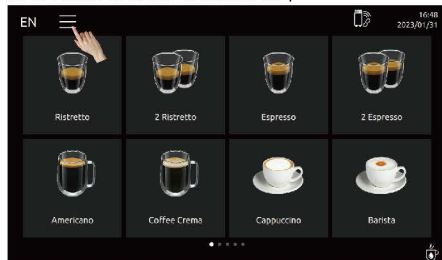 EN
16:48
2023/01/31
Ristretto
2 Ristretto
Espresso
2 Espresso
Americano
Coffee Crema
Cappuccino
Barista